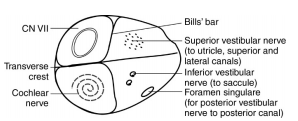 CN VII
Transverse
crest
Cochlear
nerve
Bills' bar
Superior vestibular nerve
(to utricle, superior and
lateral canals)
Inferior vestibular
nerve (to saccule)
Foramen singulare
(for posterior vestibular
nerve to posterior canal)